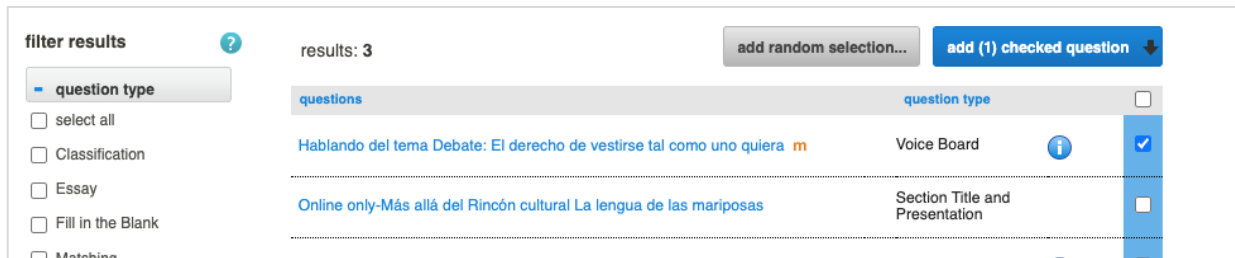 filter results ?
results: 3
add random selection...
add (1) checked question
- question type
select all
Classification
Essay
Fill in the Blank
Matching
questions question type
Hablando del tema Debate: El derecho de vestirse tal como uno quiera m Voice Board i
Online only-Más allá del Rincón cultural La lengua de las mariposas Section Title and
Presentation